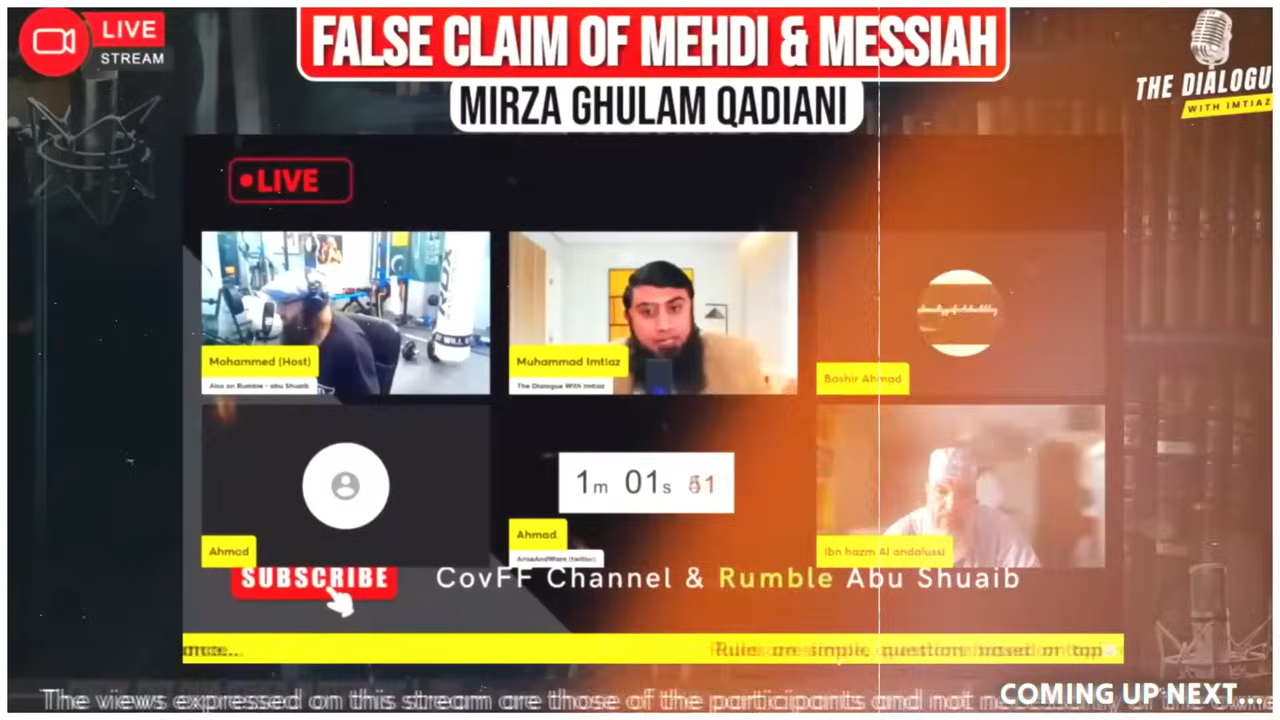 LIVE
STREAM
FALSE CLAIM OF MEHDI & MESSIAH
MIRZA GHULAM QADIANI
THE DIALOGUE
WITH IMTIAZ
LIVE
Mohammed (Host)
Also on Rumble - abu Shuaib
Muhammad Imtiaz
The Dialogue With Imtiaz
Bashir Ahmad
Ahmad
1m 01s
Ahmad.
AriseAndWarn (twitter)
Ibn hazm Al andalussi
SUBSCRIBE
CovFF Channel & Rumble Abu Shuaib
Rules are simple, questions based on
The views expressed on this stream are those of the participants and not
COMING UP NEXT...